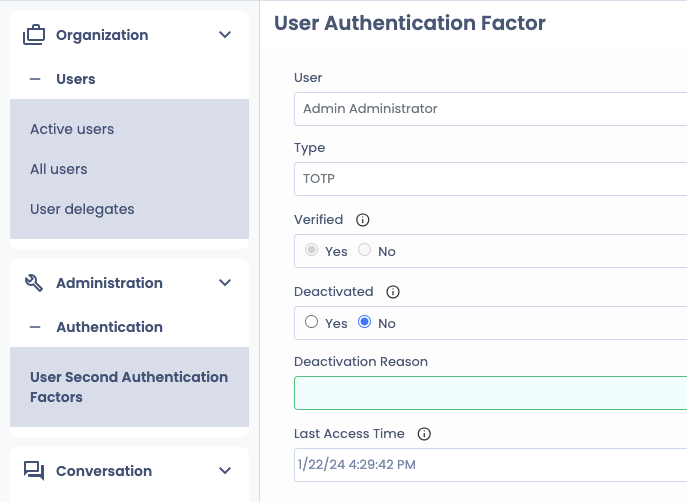 Organization
Users
Active users
All users
User delegates
Administration
Authentication
User Second Authentication
Factors
Conversation
User Authentication Factor
User
Admin Administrator
Type
TOTP
Verified
Yes No
Deactivated
Yes No
Deactivation Reason
Last Access Time
1/22/24 4:29:42 PM